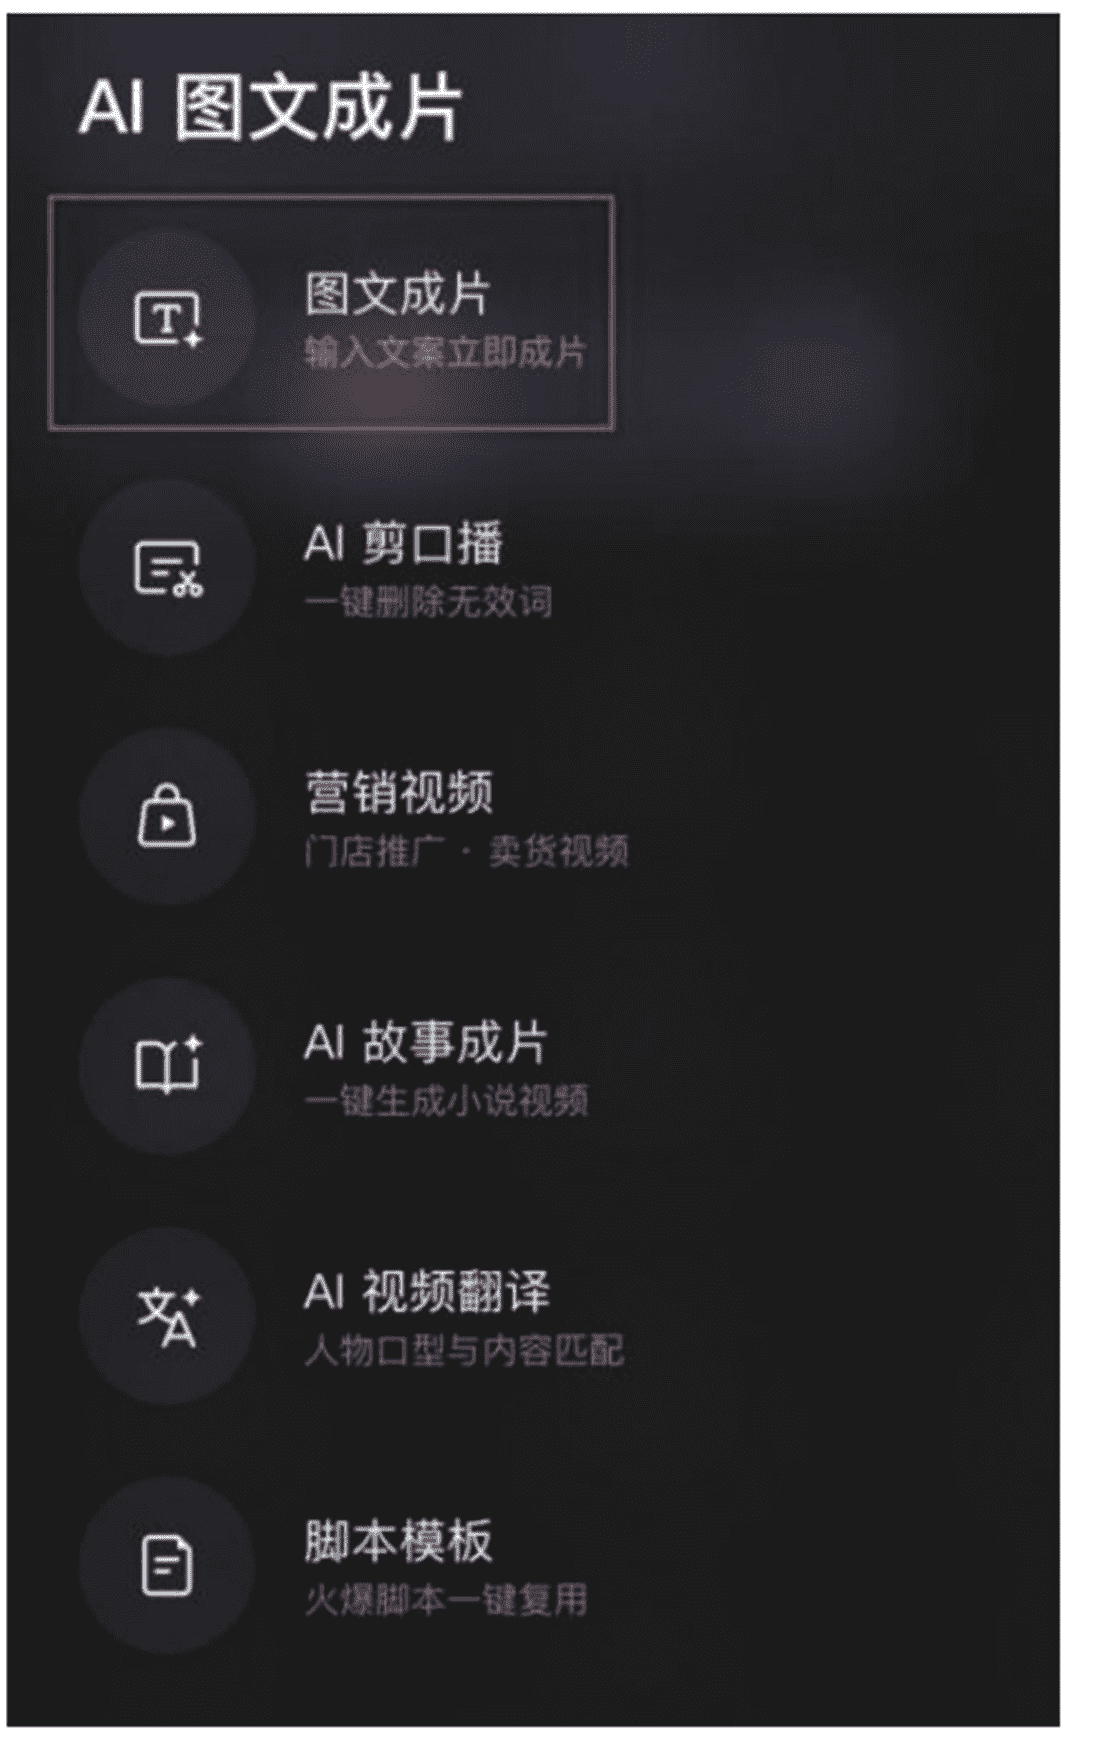 AI 图文成片
图文成片
输入文案立即成片
AI 剪口播
一键删除无效词
营销视频
门店推广 · 卖货视频
AI 故事成片
一键生成小说视频
AI 视频翻译
人物口型与内容匹配
脚本模板
火爆脚本一键复用